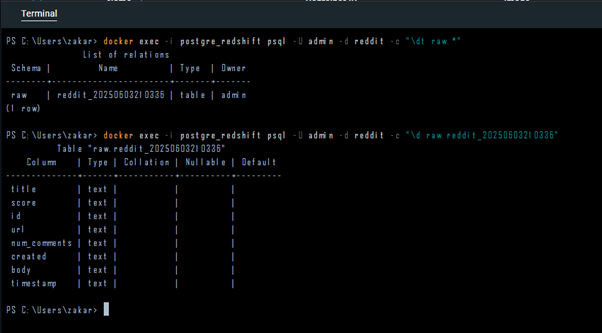 Terminal
PS C:\Users\zakar> docker exec -i postgre_redshift psql -U admin -d reddit -c "\dt raw.*"
             List of relations
 Schema |         Name         | Type  | Owner
--------+----------------------+-------+-------
 raw    | reddit_20250603210336 | table | admin
(1 row)
PS C:\Users\zakar> docker exec -i postgre_redshift psql -U admin -d reddit -c "\d raw.reddit_20250603210336"
         Table "raw.reddit_20250603210336"
    Column    | Type | Collation | Nullable | Default
--------------+------+-----------+----------+---------
 title        | text |           |          |
 score        | text |           |          |
 id           | text |           |          |
 url          | text |           |          |
 num_comments | text |           |          |
 created      | text |           |          |
 body         | text |           |          |
 timestamp    | text |           |          |
PS C:\Users\zakar>